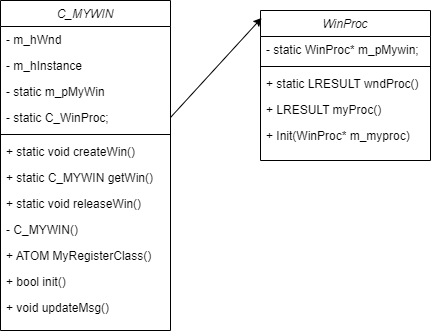 C_MYWIN
- m_hWnd
- m_hInstance
- static m_pMyWin
- static C_WinProc;
+ static void createWin()
+ static C_MYWIN getWin()
+ static void releaseWin()
- C_MYWIN()
+ ATOM MyRegisterClass()
+ bool init()
+ void updateMsg()
WinProc
- static WinProc* m_pMywin;
+ static LRESULT wndProc()
+ LRESULT myProc()
+ Init(WinProc* m_myproc)